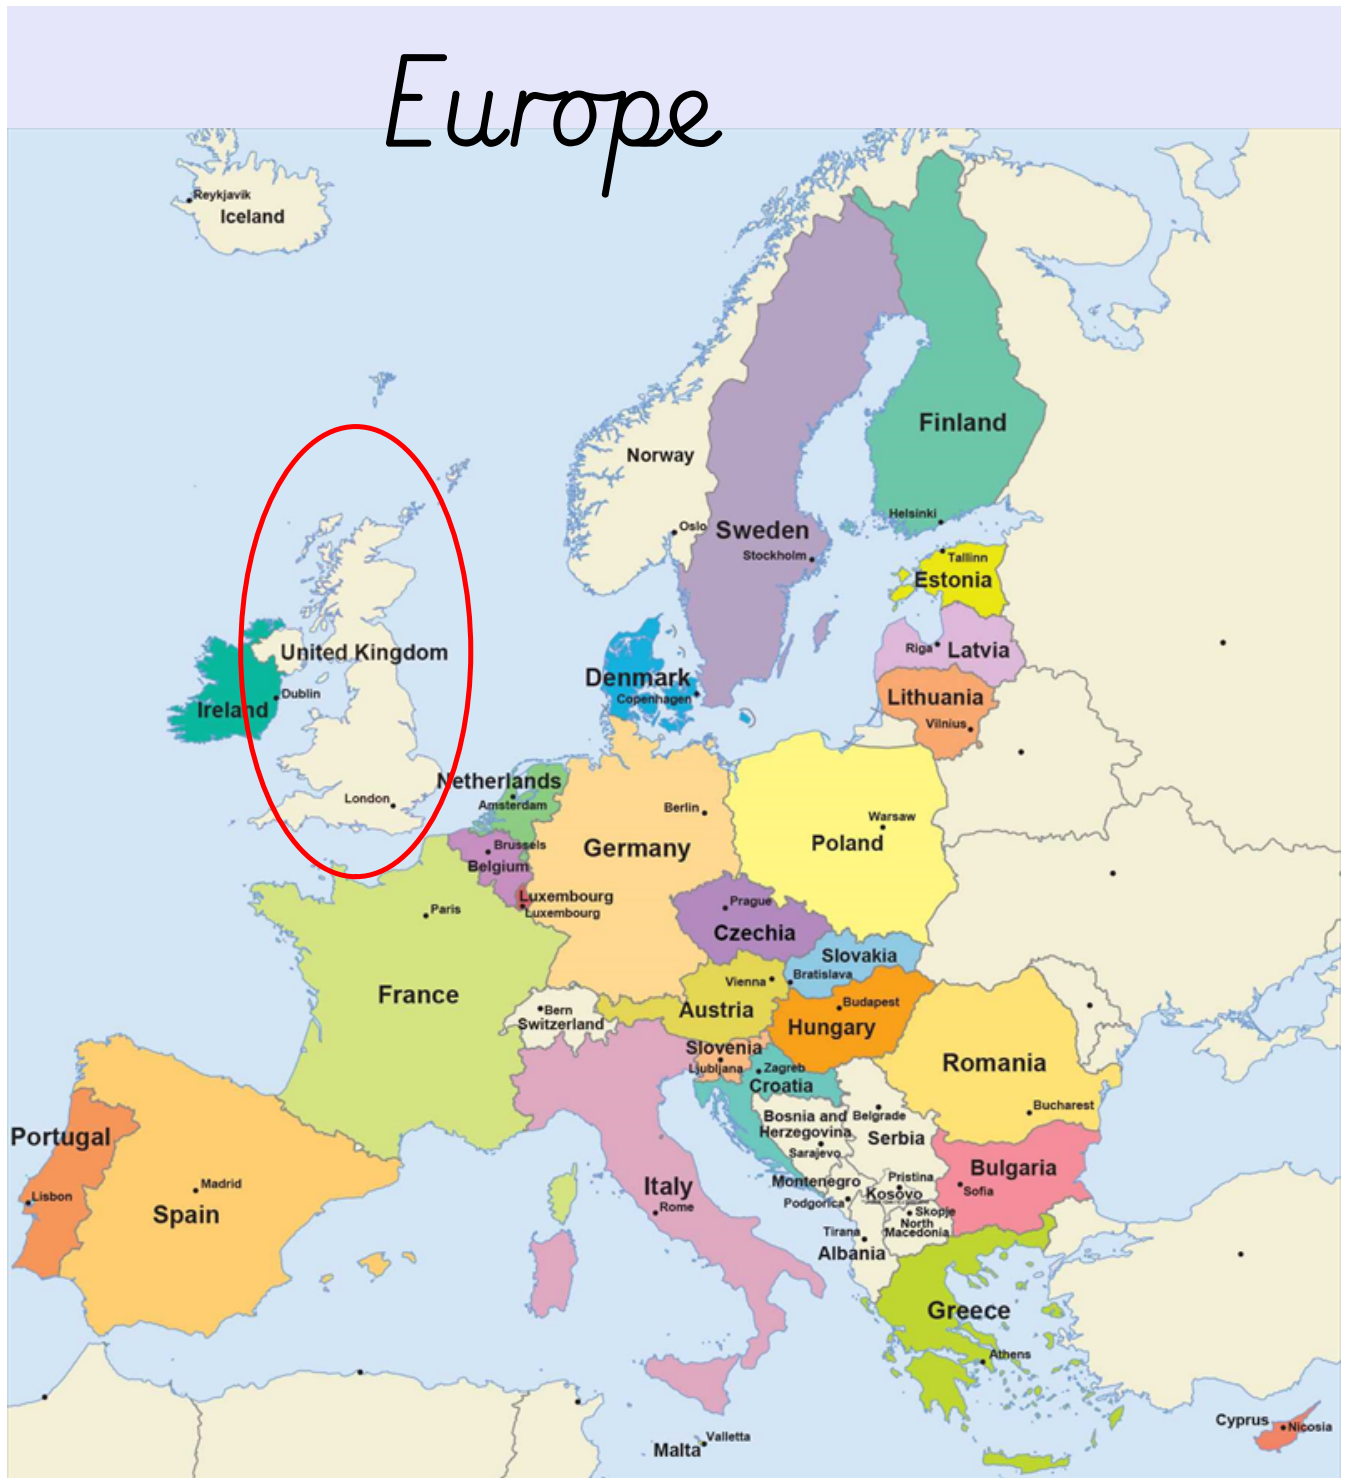 Europe
Reykjavik
Iceland
Finland
Norway
Helsinki
Oslo
Sweden
Stockholm
Tallinn
Estonia
United Kingdom
Riga
Latvia
Denmark
Copenhagen
Dublin
Ireland
Lithuania
Vilnius
Netherlands
Amsterdam
London
Berlin
Warsaw
Poland
Brussels
Belgium
Germany
Luxembourg
Luxembourg
Paris
Prague
Czechia
Slovakia
Bratislava
Vienna
France
Bern
Switzerland
Austria
Budapest
Hungary
Slovenia
Ljubljana
Zagreb
Croatia
Romania
Bucharest
Bosnia and
Herzegovina
Sarajevo
Belgrade
Serbia
Portugal
Lisbon
Madrid
Spain
Italy
Rome
Montenegro
Podgorica
Pristina
Kosovo
Bulgaria
Sofia
Skopje
North
Macedonia
Tirana
Albania
Greece
Athens
Cyprus
Nicosia
Malta
Valletta